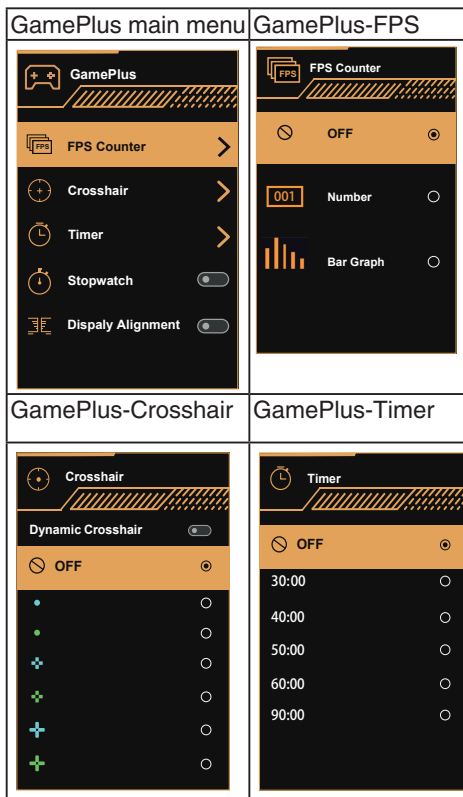 GamePlus main menu
GamePlus-FPS
GamePlus
FPS
FPS Counter
Crosshair
Timer
Stopwatch
Dispaly Alignment
FPS
FPS Counter
OFF
001
Number
Bar Graph
GamePlus-Crosshair
GamePlus-Timer
Crosshair
Dynamic Crosshair
OFF
Timer
OFF
30:00
40:00
50:00
60:00
90:00